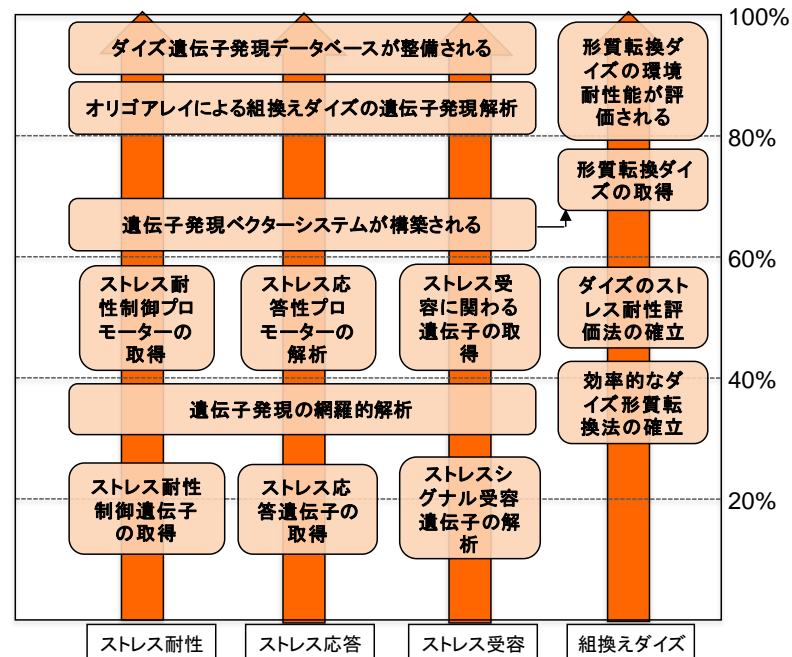 100%
ダイズ遺伝子発現データベースが整備される
形質転換ダ
イズの環境
耐性能が評
価される
オリゴアレイによる組換えダイズの遺伝子発現解析
80%
形質転換ダイ
ズの取得
遺伝子発現ベクターシステムが構築される
60%
ストレス耐
性制御プロ
モーターの
取得
ストレス応
答性プロ
モーターの
解析
ストレス受
容に関わる
遺伝子の取
得
ダイズのスト
レス耐性評
価法の確立
40%
効率的なダ
イズ形質転
換法の確立
遺伝子発現の網羅的解析
ストレス耐性
制御遺伝子
の取得
ストレス応
答遺伝子の
取得
ストレスシ
グナル受容
遺伝子の解
析
20%
ストレス耐性
ストレス応答
ストレス受容
組換えダイズ